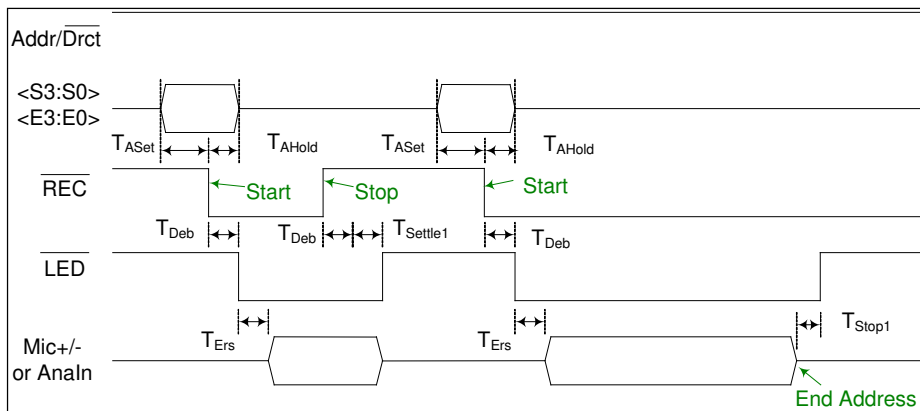 Addr/Drct
<S3:S0>
<E3:E0>
TASet
TAHold
TASet
TAHold
REC
Start
Stop
Start
TDeb
TDeb
TSettle1
TDeb
LED
TErs
TErs
TStop1
Mic+/-
or AnaIn
End Address